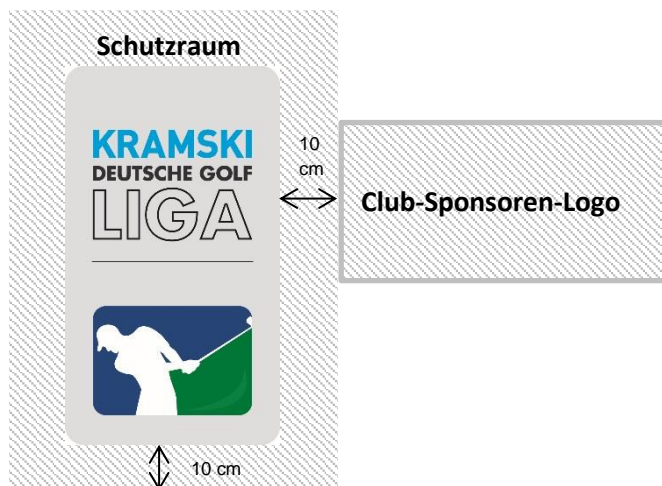 Schutzraum
KRAMSKI
DEUTSCHE GOLF
LIGA
10
cm
Club-Sponsoren-Logo
10 cm